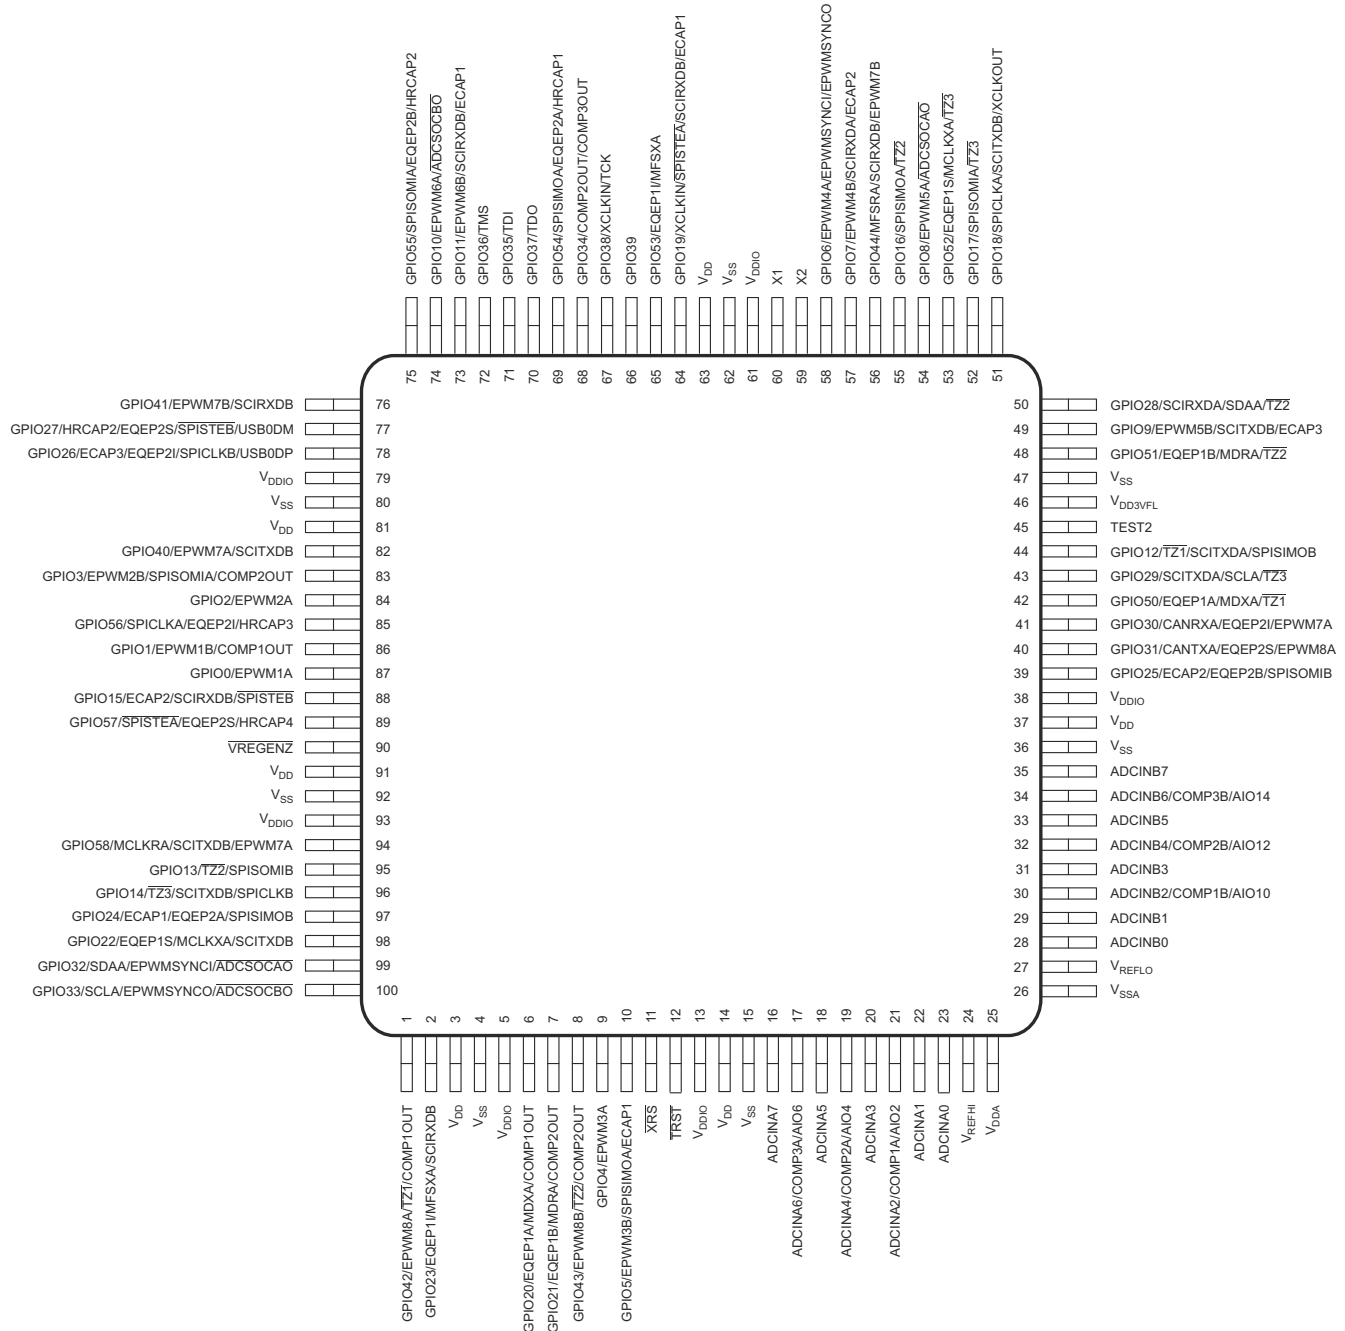 GPIO55/SPISOMIA/EQEP2B/HRCAP2
GPIO10/EPWM6A/ADCSOCBO
GPIO11/EPWM6B/SCIRXDB/ECAP1
GPIO36/TMS
GPIO35/TDI
GPIO37/TDO
GPIO54/SPISIMOA/EQEP2A/HRCAP1
GPIO34/COMP2OUT/COMP3OUT
GPIO38/XCLKIN/TCK
GPIO39
GPIO53/EQEP1I/MFSXA
GPIO19/XCLKIN/SPISTEA/SCIRXDB/ECAP1
VDD
VSS
VDDIO
X1
X2
GPIO6/EPWM4A/EPWMSYNCI/EPWMSYNCO
GPIO7/EPWM4B/SCIRXDA/ECAP2
GPIO44/MFSRA/SCIRXDB/EPWM7B
GPIO16/SPISIMOA/TZ2
GPIO8/EPWM5A/ADCSOCAO
GPIO52/EQEP1S/MCLKXA/TZ3
GPIO17/SPISOMIA/TZ3
GPIO18/SPICLKA/SCITXDB/XCLKOUT
75
74
73
72
71
70
69
68
67
66
65
64
63
62
61
60
59
58
57
56
55
54
53
52
51
GPIO41/EPWM7B/SCIRXDB 76
GPIO27/HRCAP2/EQEP2S/SPISTEB/USB0DM 77
GPIO26/ECAP3/EQEP2I/SPICLKB/USB0DP 78
VDDIO 79
VSS 80
VDD 81
GPIO40/EPWM7A/SCITXDB 82
GPIO3/EPWM2B/SPISOMIA/COMP2OUT 83
GPIO2/EPWM2A 84
GPIO56/SPICLKA/EQEP2I/HRCAP3 85
GPIO1/EPWM1B/COMP1OUT 86
GPIO0/EPWM1A 87
GPIO15/ECAP2/SCIRXDB/SPISTEB 88
GPIO57/SPISTEA/EQEP2S/HRCAP4 89
VREGENZ 90
VDD 91
VSS 92
VDDIO 93
GPIO58/MCLKRA/SCITXDB/EPWM7A 94
GPIO13/TZ2/SPISOMIB 95
GPIO14/TZ3/SCITXDB/SPICLKB 96
GPIO24/ECAP1/EQEP2A/SPISIMOB 97
GPIO22/EQEP1S/MCLKXA/SCITXDB 98
GPIO32/SDAA/EPWMSYNCI/ADCSOCAO 99
GPIO33/SCLA/EPWMSYNCO/ADCSOCBO 100
50 GPIO28/SCIRXDA/SDAA/TZ2
49 GPIO9/EPWM5B/SCITXDB/ECAP3
48 GPIO51/EQEP1B/MDRA/TZ2
47 VSS
46 VDD3VFL
45 TEST2
44 GPIO12/TZ1/SCITXDA/SPISIMOB
43 GPIO29/SCITXDA/SCLA/TZ3
42 GPIO50/EQEP1A/MDXA/TZ1
41 GPIO30/CANRXA/EQEP2I/EPWM7A
40 GPIO31/CANTXA/EQEP2S/EPWM8A
39 GPIO25/ECAP2/EQEP2B/SPISOMIB
38 VDDIO
37 VDD
36 VSS
35 ADCINB7
34 ADCINB6/COMP3B/AIO14
33 ADCINB5
32 ADCINB4/COMP2B/AIO12
31 ADCINB3
30 ADCINB2/COMP1B/AIO10
29 ADCINB1
28 ADCINB0
27 VREFLO
26 VSSA
1
2
3
4
5
6
7
8
9
10
11
12
13
14
15
16
17
18
19
20
21
22
23
24
25
GPIO42/EPWM8A/TZ1/COMP1OUT
GPIO23/EQEP1I/MFSXA/SCIRXDB
VDD
VSS
VDDIO
GPIO20/EQEP1A/MDXA/COMP1OUT
GPIO21/EQEP1B/MDRA/COMP2OUT
GPIO43/EPWM8B/TZ2/COMP2OUT
GPIO4/EPWM3A
GPIO5/EPWM3B/SPISIMOA/ECAP1
XRS
TRST
VDDIO
VDD
VSS
ADCINA7
ADCINA6/COMP3A/AIO6
ADCINA5
ADCINA4/COMP2A/AIO4
ADCINA3
ADCINA2/COMP1A/AIO2
ADCINA1
ADCINA0
VREFHI
VDDA